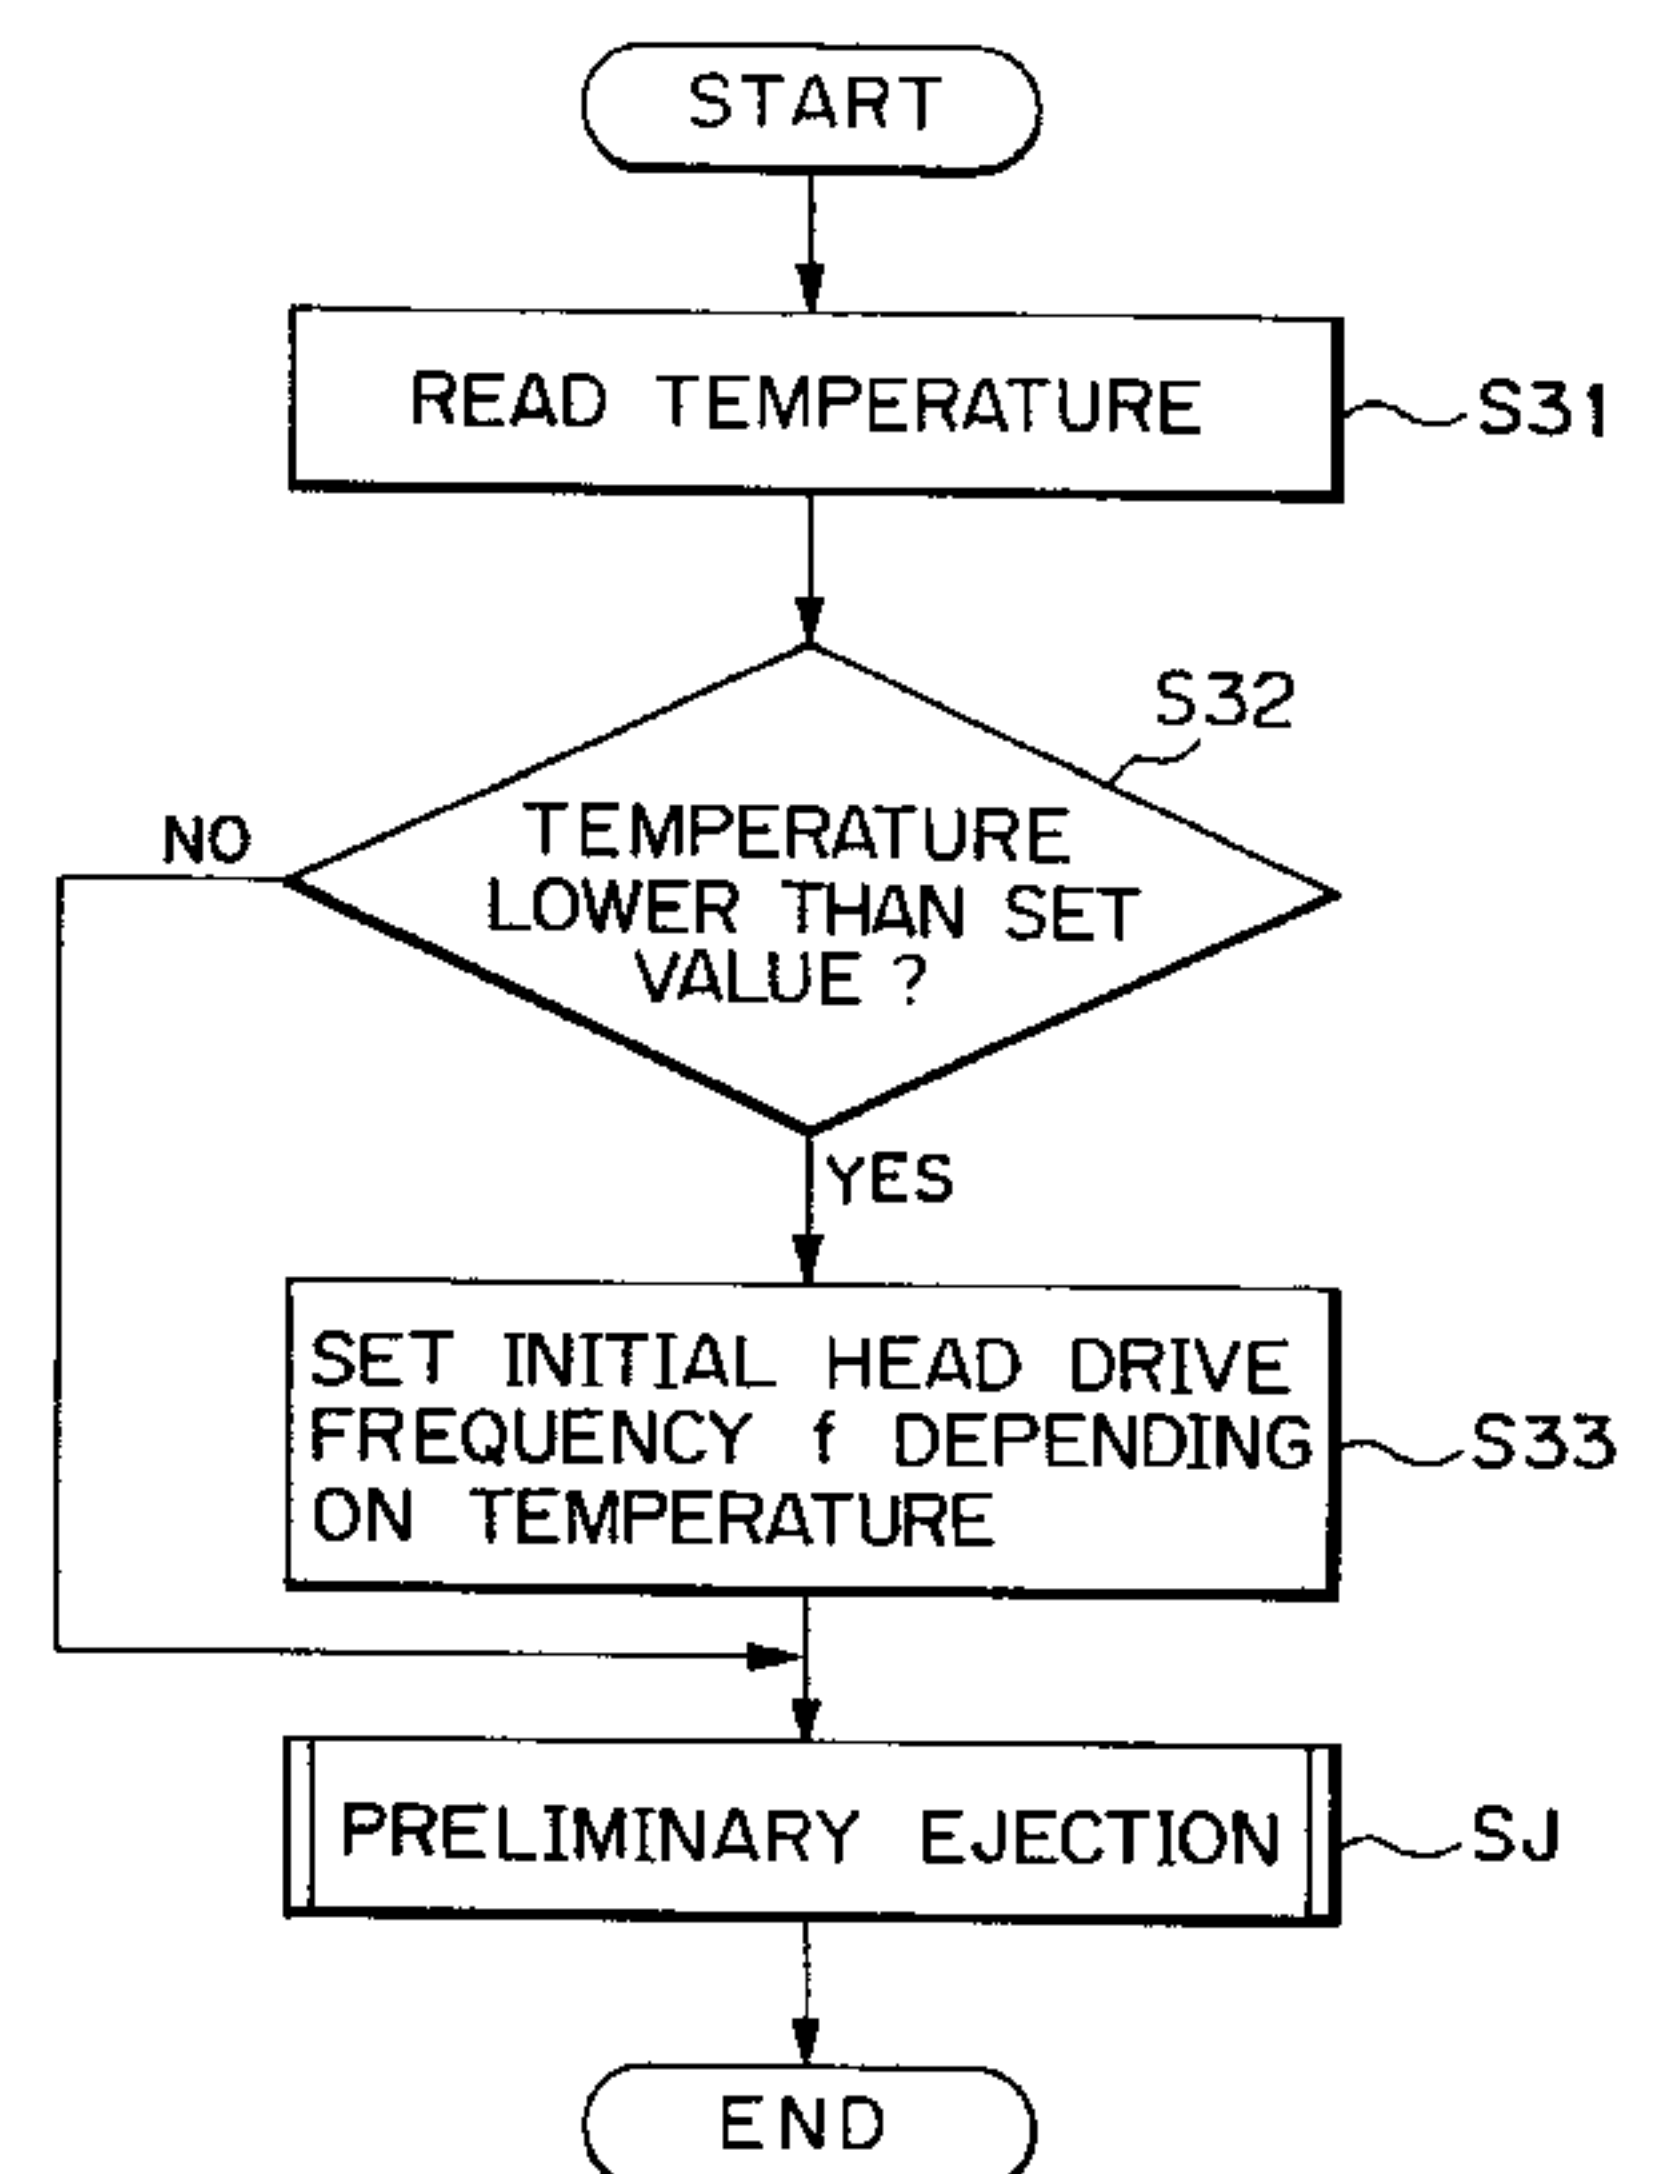 START
READ TEMPERATURE
S31
S32
NO
TEMPERATURE
LOWER THAN SET
VALUE ?
YES
SET INITIAL HEAD DRIVE
FREQUENCY f DEPENDING
ON TEMPERATURE
S33
PRELIMINARY EJECTION
SJ
END